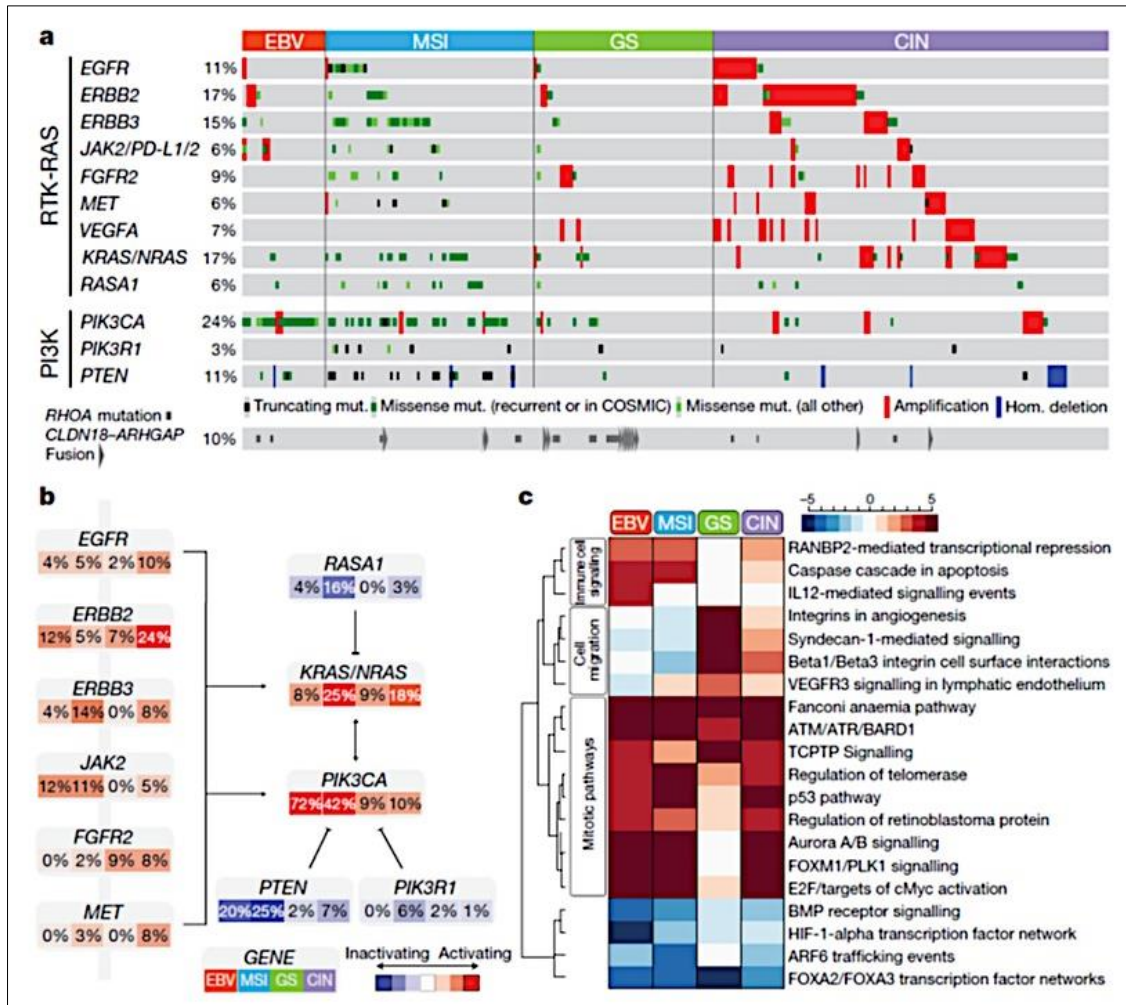 a
EBV MSI GS CIN
RTK-RAS
EGFR 11%
ERBB2 17%
ERBB3 15%
JAK2/PD-L1/2 6%
FGFR2 9%
MET 6%
VEGFA 7%
KRAS/NRAS 17%
RASA1 6%
PI3K
PIK3CA 24%
PIK3R1 3%
PTEN 11%
Truncating mut. Missense mut. (recurrent or in COSMIC) Missense mut. (all other) Amplification Hom. deletion
RHOA mutation
CLDN18–ARHGAP 10%
Fusion
b
EGFR
4% 5% 2% 10%
ERBB2
12% 5% 7% 24%
ERBB3
4% 14% 0% 8%
JAK2
12% 11% 0% 5%
FGFR2
0% 2% 9% 8%
MET
0% 3% 0% 8%
RASA1
4% 16% 0% 3%
KRAS/NRAS
8% 25% 9% 18%
PIK3CA
72% 42% 9% 10%
PTEN
20% 25% 2% 7%
PIK3R1
0% 6% 2% 1%
GENE
EBV MSI GS CIN
Inactivating Activating
c
EBV MSI GS CIN
–5 0 5
Immune cell
signalling
Cell
migration
Mitotic pathways
RANBP2-mediated transcriptional repression
Caspase cascade in apoptosis
IL12-mediated signalling events
Integrins in angiogenesis
Syndecan-1-mediated signalling
Beta1/Beta3 integrin cell surface interactions
VEGFR3 signalling in lymphatic endothelium
Fanconi anaemia pathway
ATM/ATR/BARD1
TCPTP Signalling
Regulation of telomerase
p53 pathway
Regulation of retinoblastoma protein
Aurora A/B signalling
FOXM1/PLK1 signalling
E2F/targets of cMyc activation
BMP receptor signalling
HIF-1-alpha transcription factor network
ARF6 trafficking events
FOXA2/FOXA3 transcription factor networks